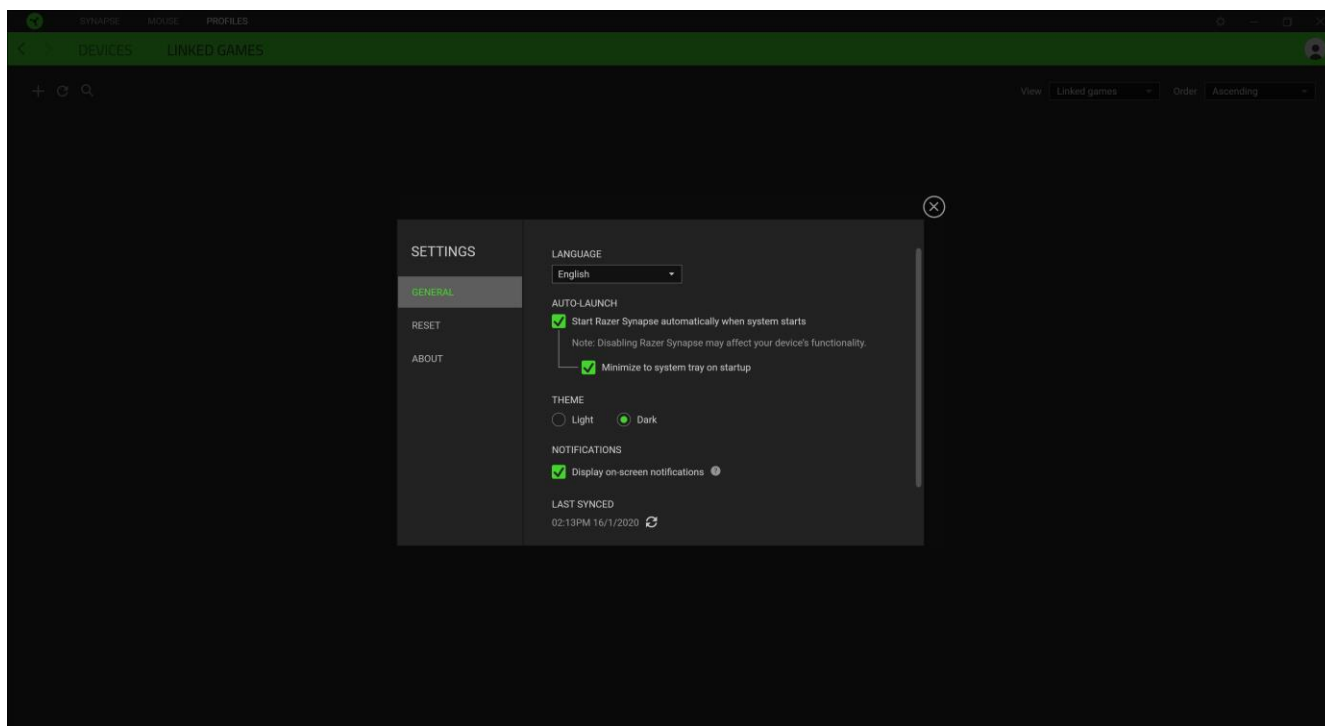 SYNAPSE MOUSE PROFILES
DEVICES LINKED GAMES
View Linked games Order Ascending
SETTINGS
GENERAL
RESET
ABOUT
LANGUAGE
English
AUTO-LAUNCH
Start Razer Synapse automatically when system starts
Note: Disabling Razer Synapse may affect your device's functionality.
Minimize to system tray on startup
THEME
Light Dark
NOTIFICATIONS
Display on-screen notifications ?
LAST SYNCED
02:13PM 16/1/2020